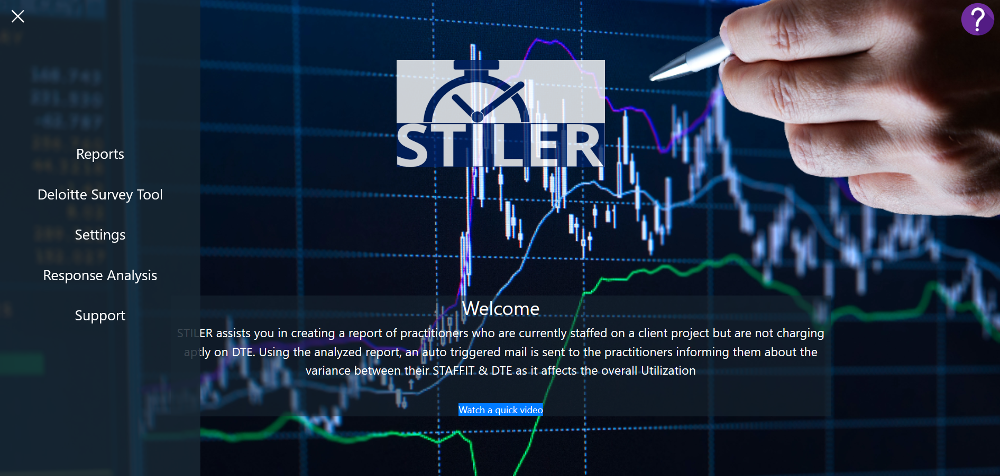 ?
STILER
Reports
Deloitte Survey Tool
Settings
Response Analysis
Support
Welcome
STILER assists you in creating a report of practitioners who are currently staffed on a client project but are not charging
aptly on DTE. Using the analyzed report, an auto triggered mail is sent to the practitioners informing them about the
variance between their STAFFIT & DTE as it affects the overall Utilization
Watch a quick video